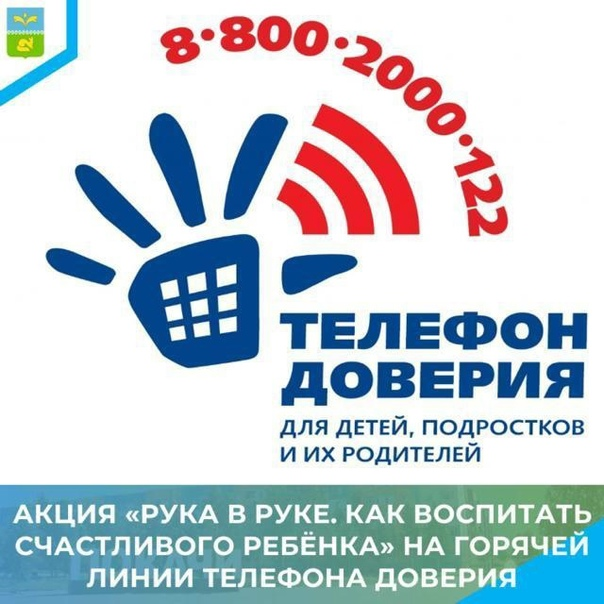 8·800·2000·122
ТЕЛЕФОН
ДОВЕРИЯ
ДЛЯ ДЕТЕЙ, ПОДРОСТКОВ
И ИХ РОДИТЕЛЕЙ
АКЦИЯ «РУКА В РУКЕ. КАК ВОСПИТАТЬ
СЧАСТЛИВОГО РЕБЁНКА» НА ГОРЯЧЕЙ
ЛИНИИ ТЕЛЕФОНА ДОВЕРИЯ